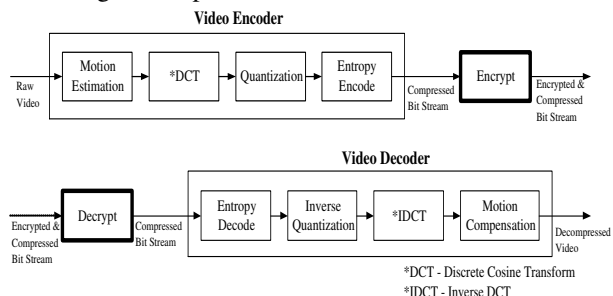 Video Encoder
Motion
Estimation
*DCT
Quantization
Entropy
Encode
Encrypt
Raw
Video
Compressed
Bit Stream
Encrypted &
Compressed
Bit Stream
Video Decoder
Decrypt
Entropy
Decode
Inverse
Quantization
*IDCT
Motion
Compensation
Encrypted &
Compressed
Bit Stream
Compressed
Bit Stream
Decompressed
Video
*DCT - Discrete Cosine Transform
*IDCT - Inverse DCT